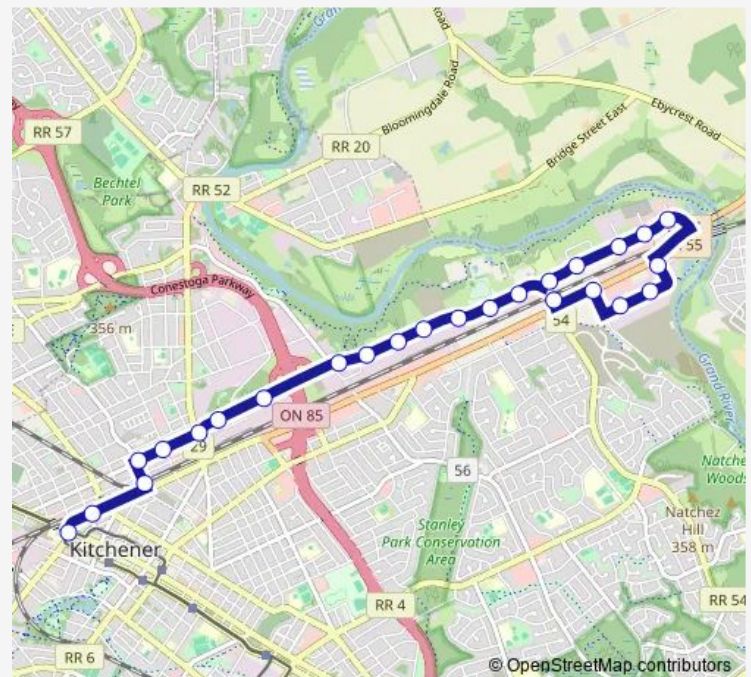 Bloomingdale Road
Ebycrest Road
RR 57
RR 20
Bridge Street East
Bechtel
Park
RR 52
55
Conestoga Parkway
356 m
54
Grand River
ON 85
29
56
Natchez
Hill
358 m
Stanley
Park Conservation
Area
Kitchener
RR 4
RR 54
RR 6
© OpenStreetMap contributors